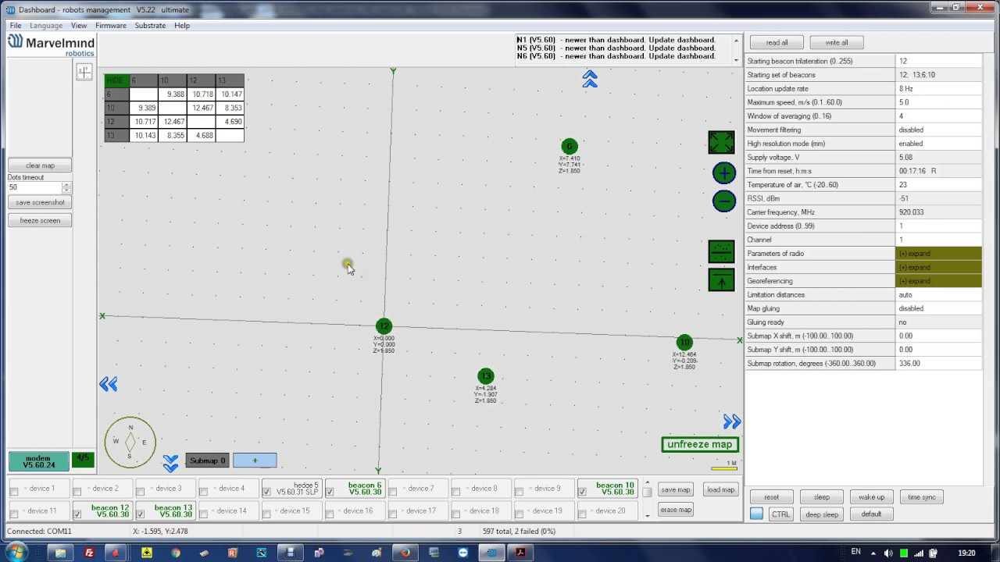 Dashboard - robots management V5.22 ultimate
File Language View Firmware Substrate Help
Marvelmind
robotics
N1 (V5.60) - newer than dashboard. Update dashboard.
N5 (V5.60) - newer than dashboard. Update dashboard.
N6 (V5.60) - newer than dashboard. Update dashboard.
HIDE 6 10 12 13
6 9.388 10.718 10.147
10 9.389 12.467 8.353
12 10.717 12.467 4.690
13 10.143 8.355 4.688
clear map
Dots timeout
50
save screenshot
freeze screen
Y
6
X=7.410
Y=7.741
Z=1.850
X
12
X=0.000
Y=0.000
Z=1.850
X
10
X=12.464
Y=-0.209
Z=1.850
13
X=4.284
Y=-1.907
Z=1.850
N
W E
S
Y
unfreeze map
1 M
modem
V5.60.24
4/5
Submap 0
+
read all write all
Starting beacon trilateration (0..255) 12
Starting set of beacons 12; 13;6;10
Location update rate 8 Hz
Maximum speed, m/s (0.1..60.0) 5.0
Window of averaging (0..16) 4
Movement filtering disabled
High resolution mode (mm) enabled
Supply voltage, V 5.08
Time from reset, h:m:s 00:17:16 R
Temperature of air, °C (-20..60) 23
RSSI, dBm -51
Carrier frequency, MHz 920.033
Device address (0..99) 1
Channel 1
Parameters of radio (+) expand
Interfaces (+) expand
Georeferencing (+) expand
Limitation distances auto
Map gluing disabled
Gluing ready no
Submap X shift, m (-100.00..100.00) 0.00
Submap Y shift, m (-100.00..100.00) 0.00
Submap rotation, degrees (-360.00..360.00) 336.00
device 1 device 2 device 3 device 4 hedge 5 V5.60.31 SLP beacon 6 V5.60.30 device 7 device 8 device 9 beacon 10 V5.60.30
device 11 beacon 12 V5.60.30 beacon 13 V5.60.30 device 14 device 15 device 16 device 17 device 18 device 19 device 20
save map load map
erase map
reset sleep wake up time sync
CTRL deep sleep default
Connected: COM11 X: -1.595, Y:2.478 3 597 total, 2 failed (0%)
EN 19:20